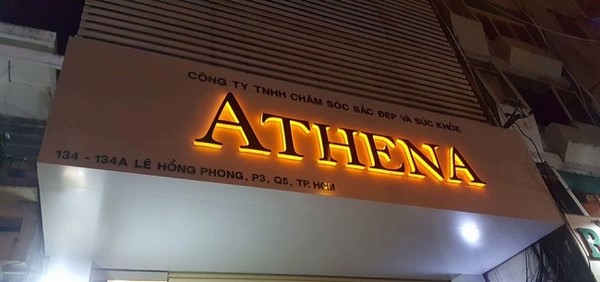 CÔNG TY TNHH CHĂM SÓC SẮC ĐẸP VÀ SỨC KHỎE
ATHENA
134 - 134A LÊ HỒNG PHONG, P3, Q5, TP. HCM
R